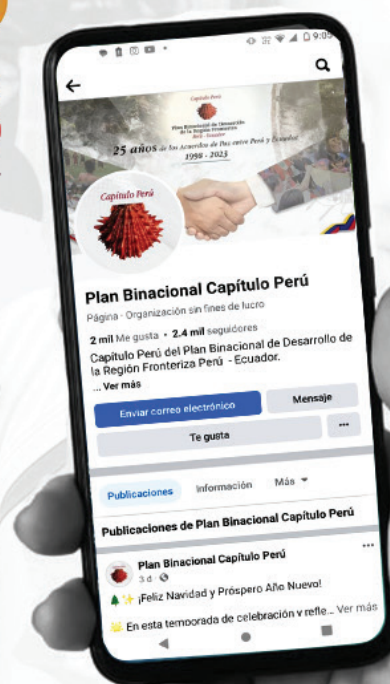 9:05
Capítulo Perú
Plan Binacional de Desarrollo
de la Región Fronteriza
Perú - Ecuador
25 años de los Acuerdos de Paz entre Perú y Ecuador
1998 - 2023
Capítulo Perú
Plan Binacional Capítulo Perú
Página · Organización sin fines de lucro
2 mil Me gusta • 2.4 mil seguidores
Capítulo Perú del Plan Binacional de Desarrollo de
la Región Fronteriza Perú - Ecuador.
... Ver más
Enviar correo electrónico
Mensaje
Te gusta
...
Publicaciones Información Más
Publicaciones de Plan Binacional Capítulo Perú
Plan Binacional Capítulo Perú
3 d ·
...
¡Feliz Navidad y Próspero Año Nuevo!
En esta temporada de celebración y refle... Ver más